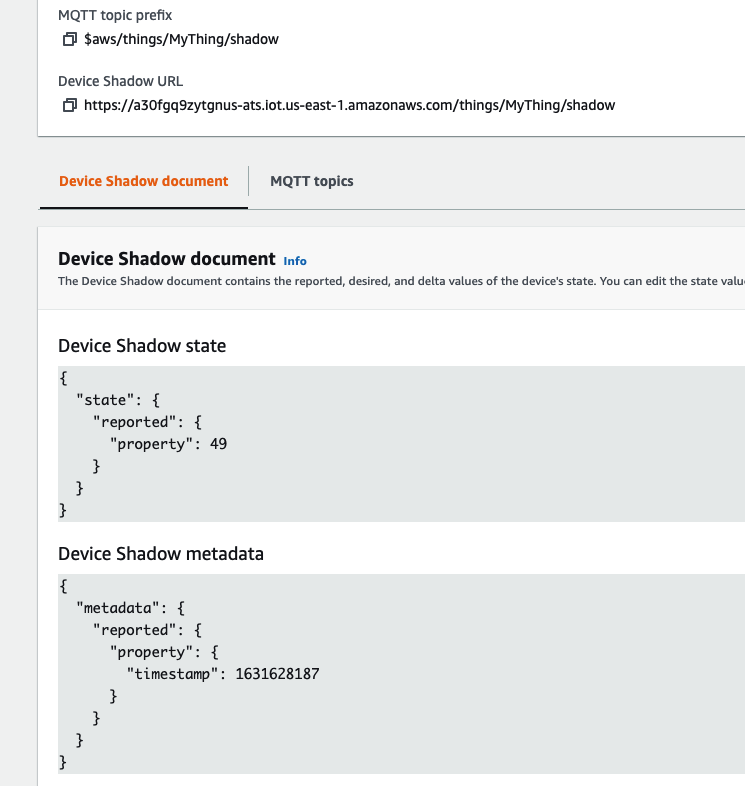 MQTT topic prefix
$aws/things/MyThing/shadow
Device Shadow URL
https://a30fgq9zytgnus-ats.iot.us-east-1.amazonaws.com/things/MyThing/shadow
Device Shadow document
MQTT topics
Device Shadow document Info
The Device Shadow document contains the reported, desired, and delta values of the device's state. You can edit the state valu
Device Shadow state
{
  "state": {
    "reported": {
      "property": 49
    }
  }
}
Device Shadow metadata
{
  "metadata": {
    "reported": {
      "property": {
        "timestamp": 1631628187
      }
    }
  }
}